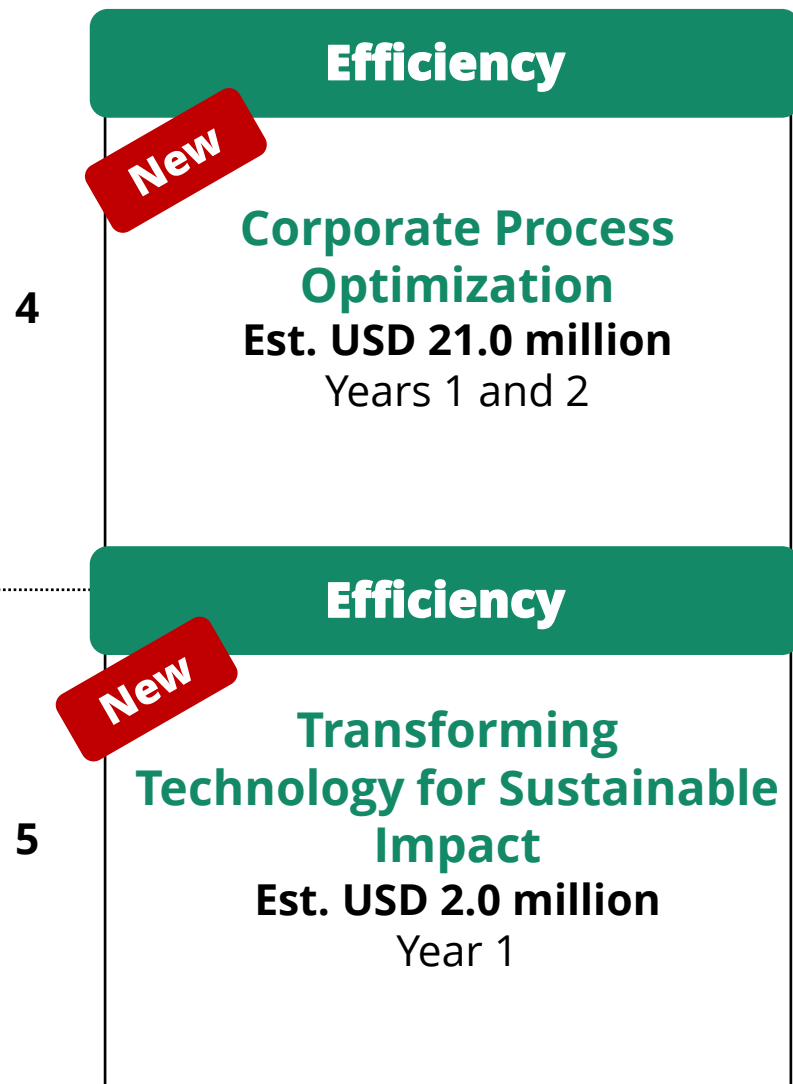 Efficiency
New
Corporate Process
Optimization
4
Est. USD 21.0 million
Years 1 and 2
Efficiency
New
Transforming
Technology for Sustainable
5
Impact
Est. USD 2.0 million
Year 1